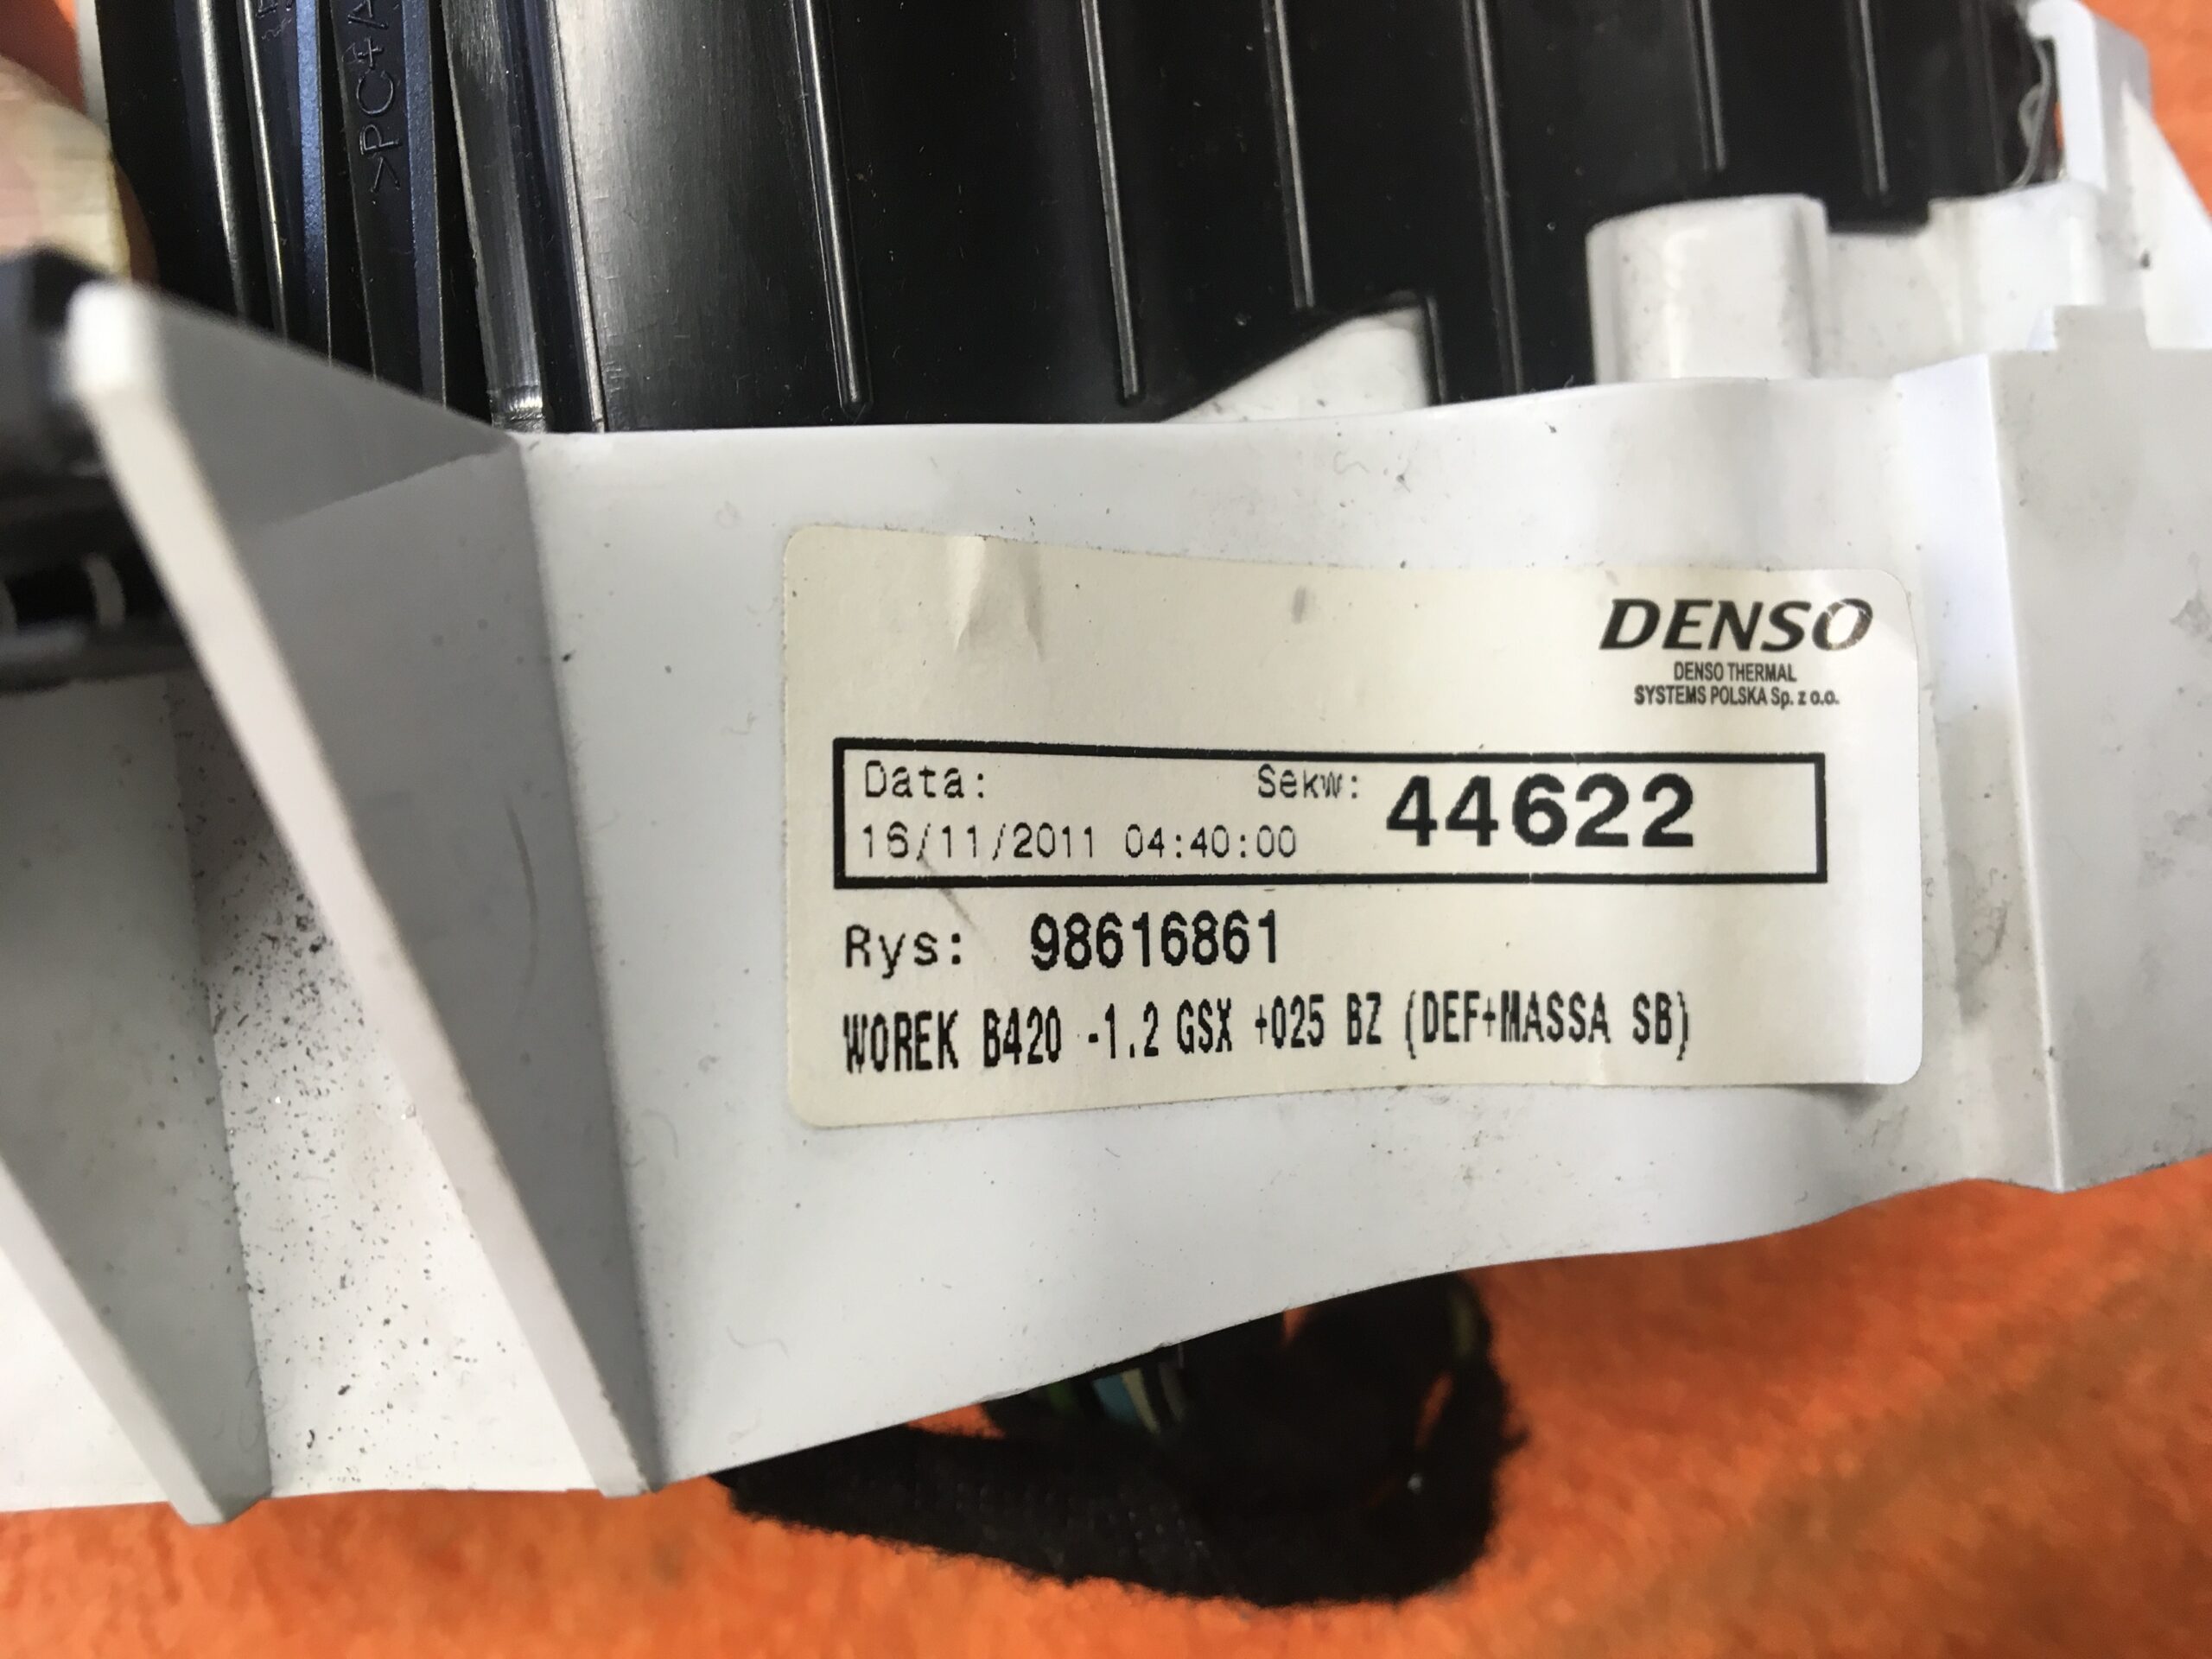 >PC+A
DENSO
DENSO THERMAL
SYSTEMS POLSKA Sp. z o.o.
Data: Sekw: 44622
16/11/2011 04:40:00
Rys: 98616861
WOREK B420 -1.2 GSX +025 BZ (DEF+MASSA SB)